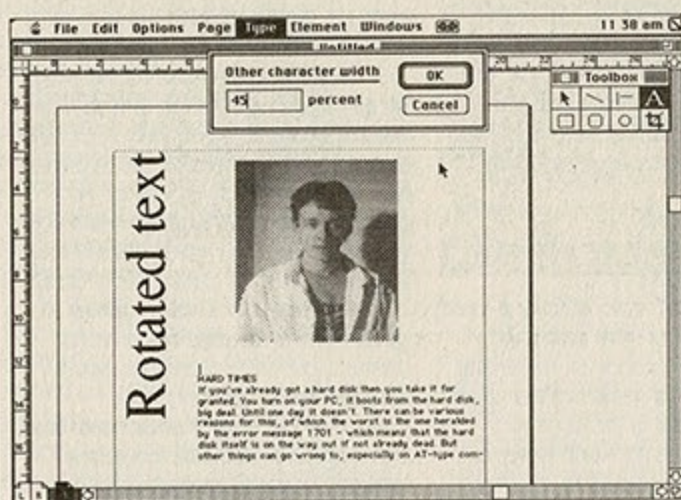 File Edit Options Page Type Element Windows
11 38 am
Untitled
Other character width
OK
45 percent
Cancel
Toolbox
A
Rotated text
HARD TIMES
If you've already got a hard disk then you take it for
granted. You turn on your PC, it boots from the hard disk,
big deal. Until one day it doesn't. There can be various
reasons for this, of which the worst is the one heralded
by the error message 1701 - which means that the hard
disk itself is on the way out if not already dead. But
other things can go wrong to, especially on AT-type com-